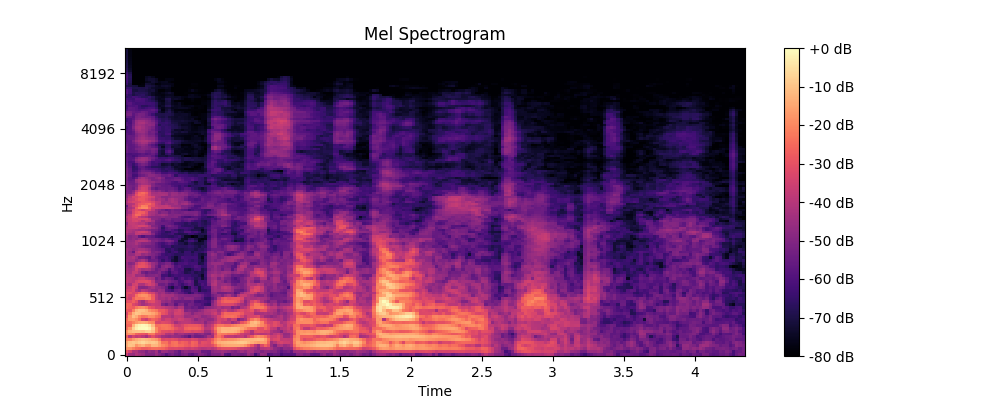 Mel Spectrogram
Hz
8192
4096
2048
1024
512
0
0 0.5 1 1.5 2 2.5 3 3.5 4
Time
+0 dB
-10 dB
-20 dB
-30 dB
-40 dB
-50 dB
-60 dB
-70 dB
-80 dB